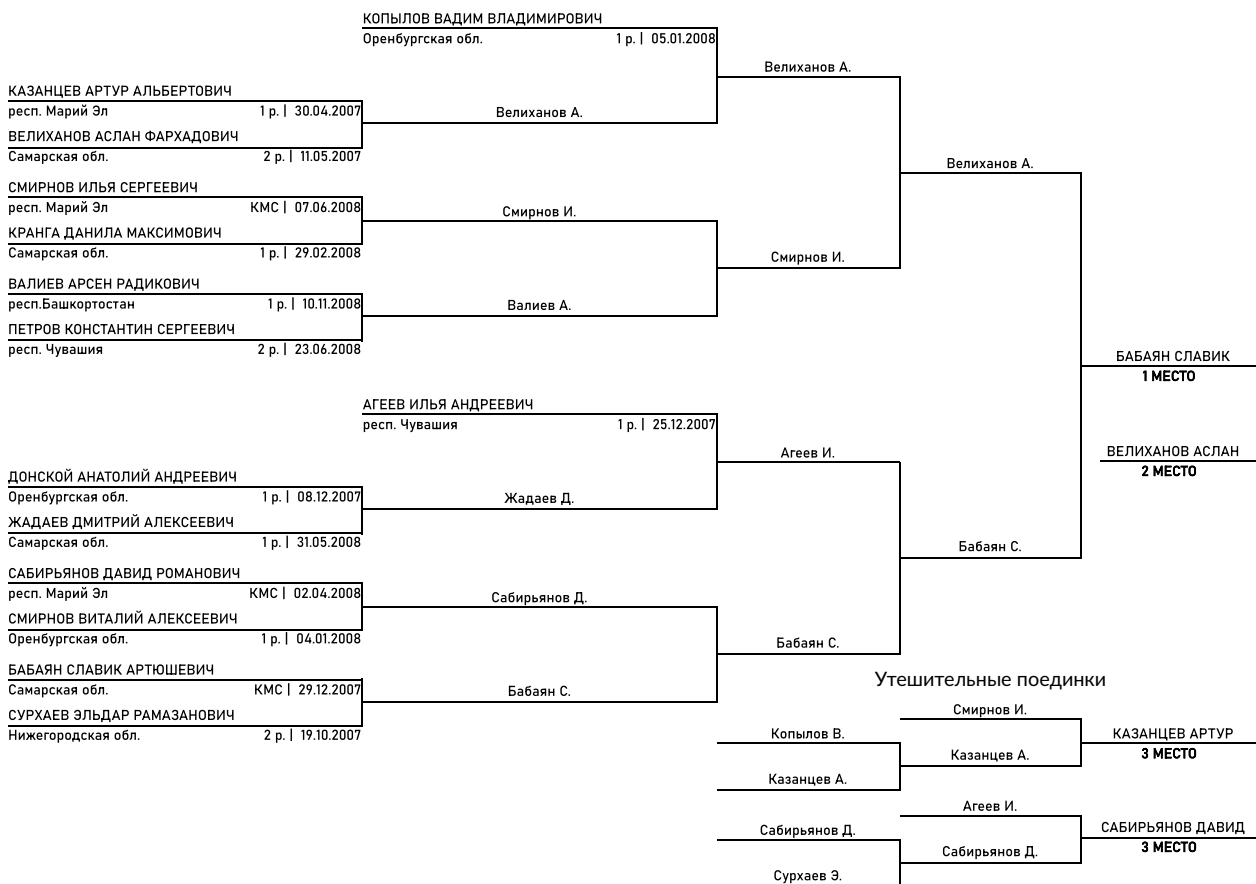 КОПЫЛОВ ВАДИМ ВЛАДИМИРОВИЧ
Оренбургская обл. 1 р. | 05.01.2008
Велиханов А.
КАЗАНЦЕВ АРТУР АЛЬБЕРТОВИЧ
респ. Марий Эл 1 р. | 30.04.2007
Велиханов А.
ВЕЛИХАНОВ АСЛАН ФАРХАДОВИЧ
Самарская обл. 2 р. | 11.05.2007
Велиханов А.
СМИРНОВ ИЛЬЯ СЕРГЕЕВИЧ
респ. Марий Эл КМС | 07.06.2008
Смирнов И.
КРАНГА ДАНИЛА МАКСИМОВИЧ
Самарская обл. 1 р. | 29.02.2008
Смирнов И.
ВАЛИЕВ АРСЕН РАДИКОВИЧ
респ.Башкортостан 1 р. | 10.11.2008
Валиев А.
ПЕТРОВ КОНСТАНТИН СЕРГЕЕВИЧ
респ. Чувашия 2 р. | 23.06.2008
БАБАЯН СЛАВИК
1 МЕСТО
АГЕЕВ ИЛЬЯ АНДРЕЕВИЧ
респ. Чувашия 1 р. | 25.12.2007
Агеев И.
ВЕЛИХАНОВ АСЛАН
2 МЕСТО
ДОНСКОЙ АНАТОЛИЙ АНДРЕЕВИЧ
Оренбургская обл. 1 р. | 08.12.2007
Жадаев Д.
ЖАДАЕВ ДМИТРИЙ АЛЕКСЕЕВИЧ
Самарская обл. 1 р. | 31.05.2008
Бабаян С.
САБИРЬЯНОВ ДАВИД РОМАНОВИЧ
респ. Марий Эл КМС | 02.04.2008
Сабирьянов Д.
СМИРНОВ ВИТАЛИЙ АЛЕКСЕЕВИЧ
Оренбургская обл. 1 р. | 04.01.2008
Бабаян С.
БАБАЯН СЛАВИК АРТЮШЕВИЧ
Самарская обл. КМС | 29.12.2007
Бабаян С.
СУРХАЕВ ЭЛЬДАР РАМАЗАНОВИЧ
Нижегородская обл. 2 р. | 19.10.2007
Утешительные поединки
Смирнов И.
Копылов В.
КАЗАНЦЕВ АРТУР
3 МЕСТО
Казанцев А.
Казанцев А.
Агеев И.
Сабирьянов Д.
САБИРЬЯНОВ ДАВИД
3 МЕСТО
Сабирьянов Д.
Сурхаев Э.